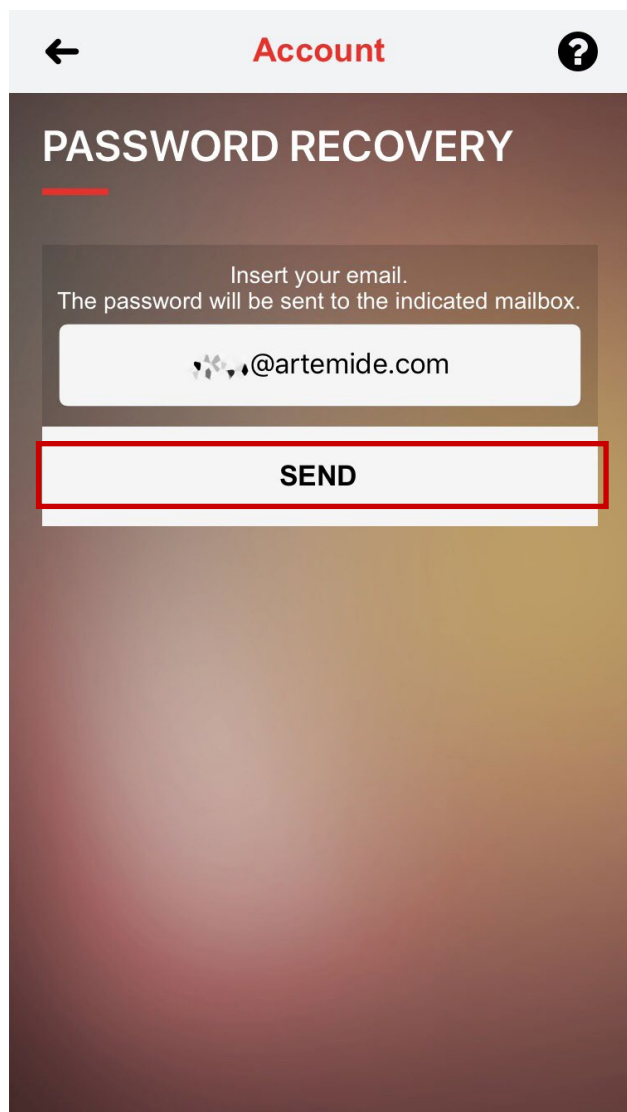 Account
PASSWORD RECOVERY
Insert your email.
The password will be sent to the indicated mailbox.
@artemide.com
SEND